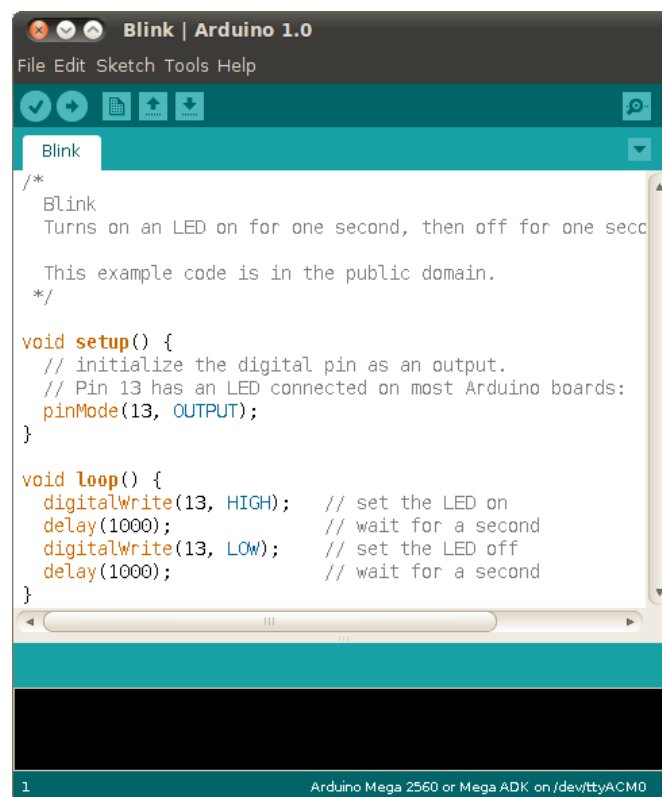 Blink | Arduino 1.0
File Edit Sketch Tools Help
Blink
/*
  Blink
  Turns on an LED on for one second, then off for one seco

  This example code is in the public domain.
 */

void setup() {
  // initialize the digital pin as an output.
  // Pin 13 has an LED connected on most Arduino boards:
  pinMode(13, OUTPUT);
}

void loop() {
  digitalWrite(13, HIGH);   // set the LED on
  delay(1000);              // wait for a second
  digitalWrite(13, LOW);    // set the LED off
  delay(1000);              // wait for a second
}
1 Arduino Mega 2560 or Mega ADK on /dev/ttyACM0